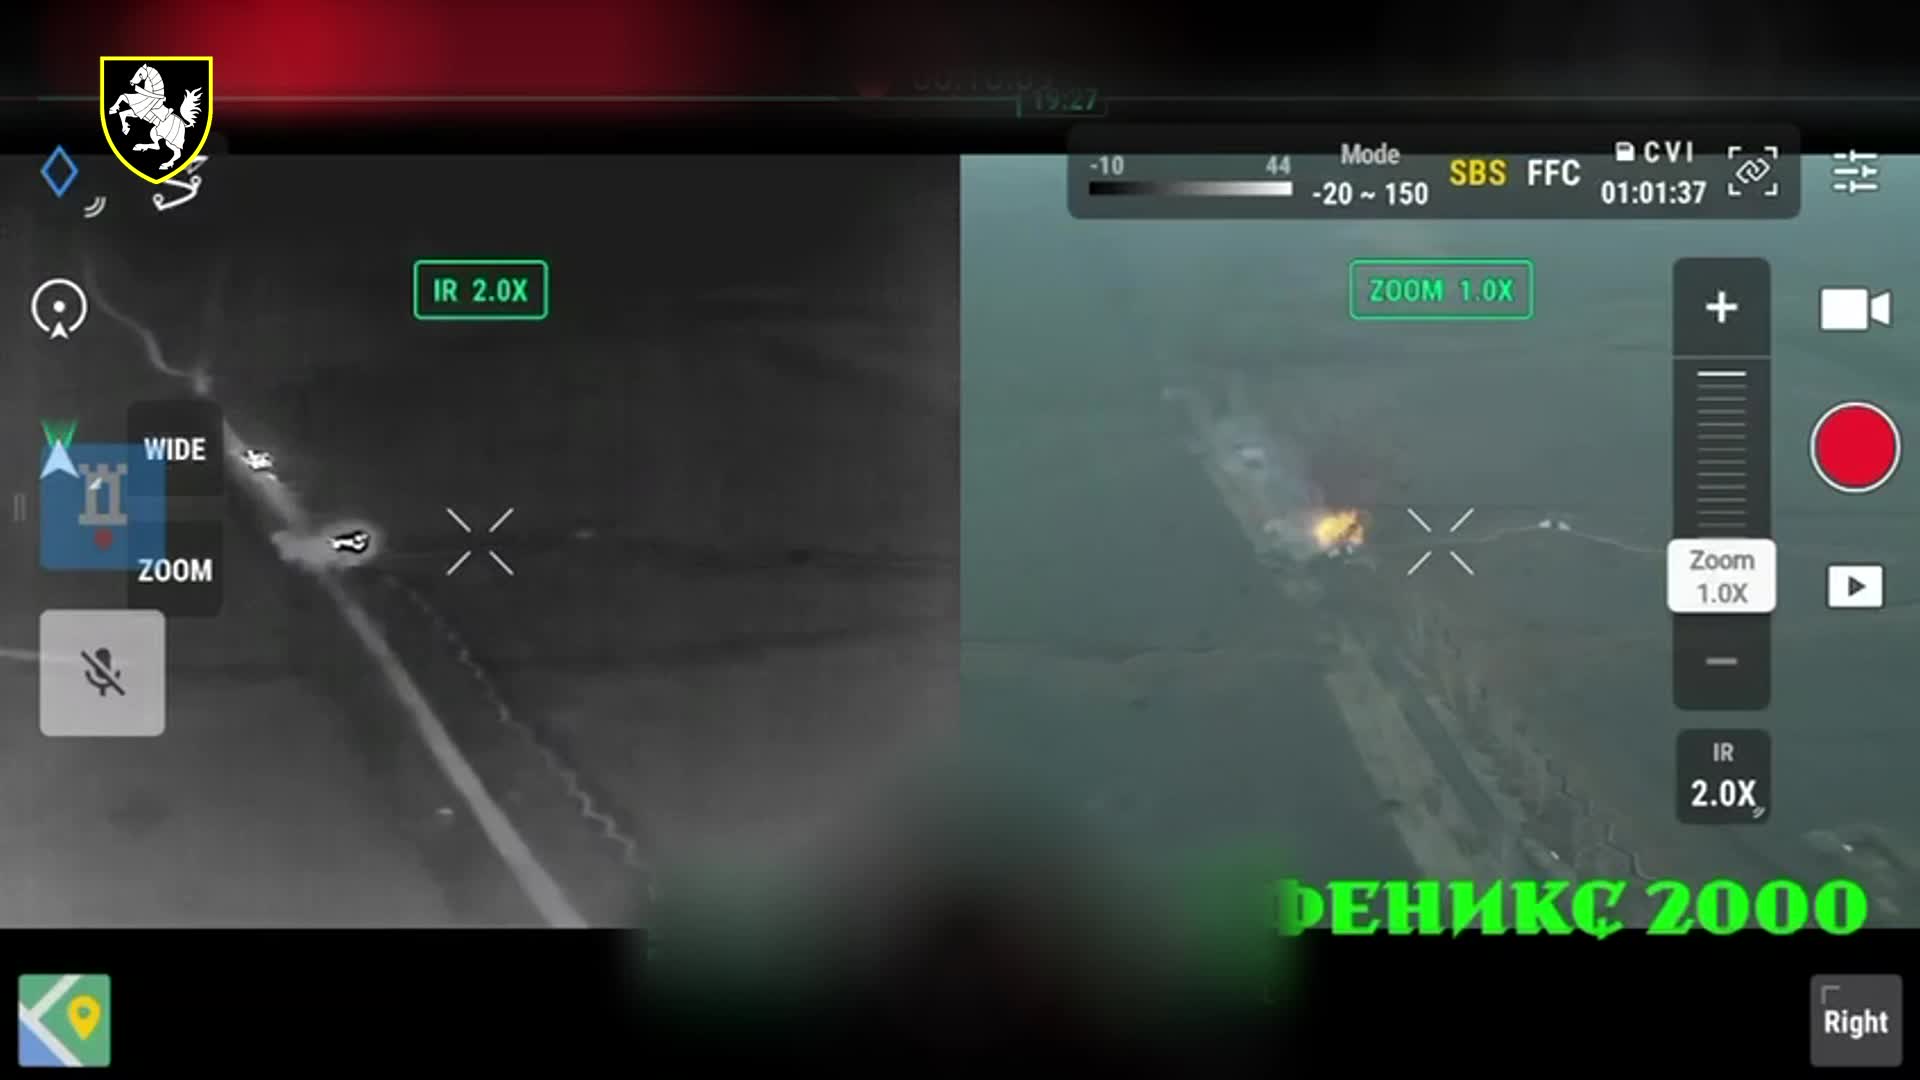 19:27
-10 44
Mode
-20 ~ 150
SBS
FFC
CVI
01:01:37
IR 2.0X
ZOOM 1.0X
W
WIDE
ZOOM
Zoom
1.0X
IR
2.0X
ФЕНИКС 2000
Right